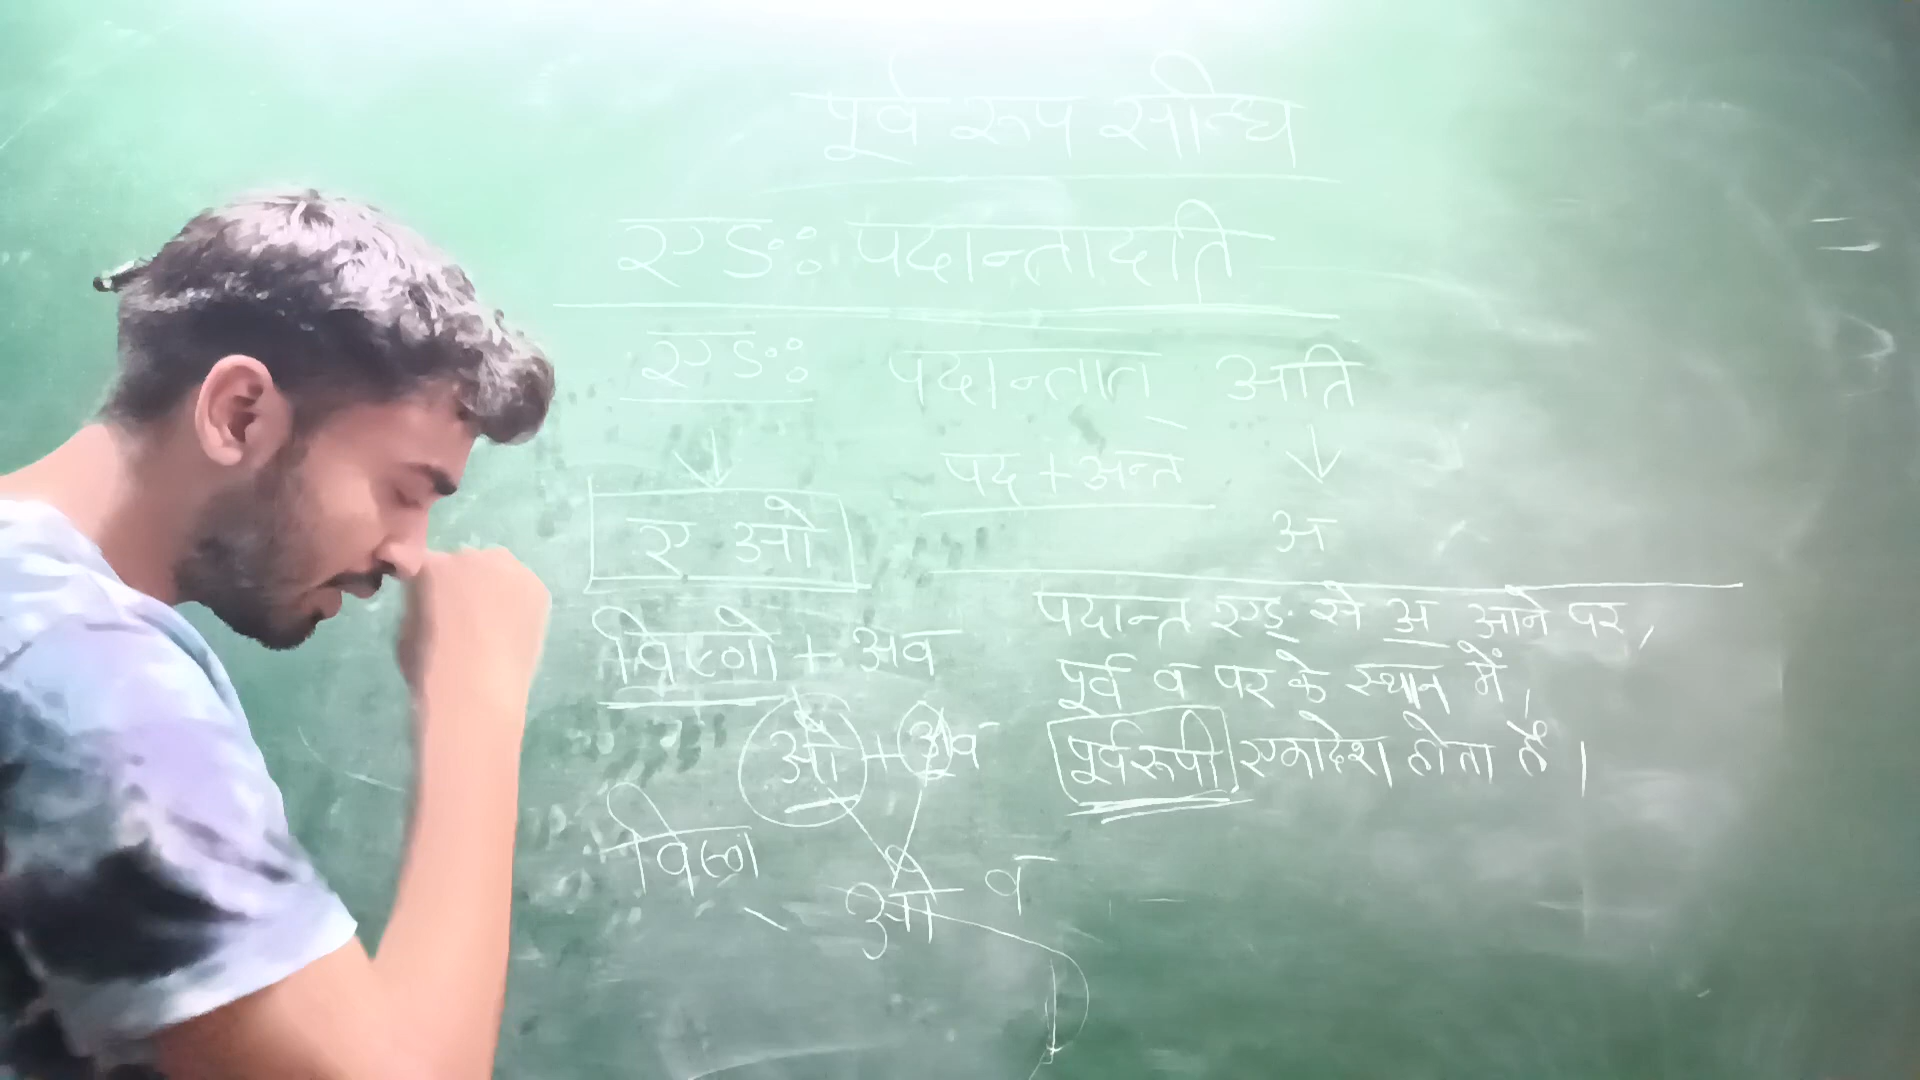 पूर्व रूप सन्धि
एङः पदान्तादति
एङः पदान्तात् अति
पद + अन्त
ए ओ
अ
विष्णो + अव
ओ + अव
विष्ण्
ओ व
पदान्त एङ् से अ आने पर,
पूर्व व पर के स्थान में,
पूर्वरूपी एकादेश होता है।